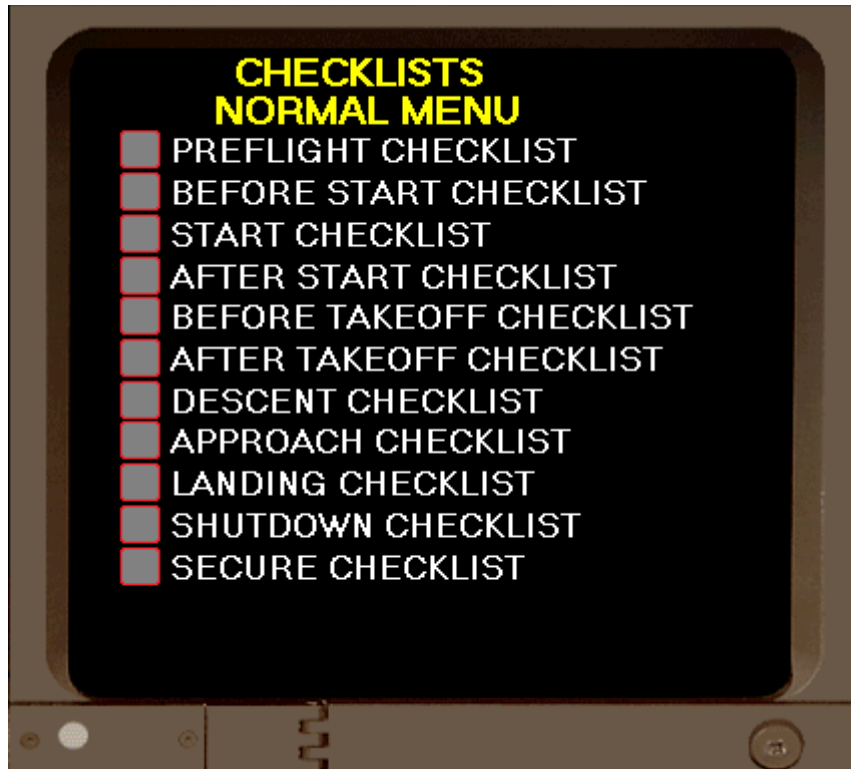 CHECKLISTS
NORMAL MENU
PREFLIGHT CHECKLIST
BEFORE START CHECKLIST
START CHECKLIST
AFTER START CHECKLIST
BEFORE TAKEOFF CHECKLIST
AFTER TAKEOFF CHECKLIST
DESCENT CHECKLIST
APPROACH CHECKLIST
LANDING CHECKLIST
SHUTDOWN CHECKLIST
SECURE CHECKLIST